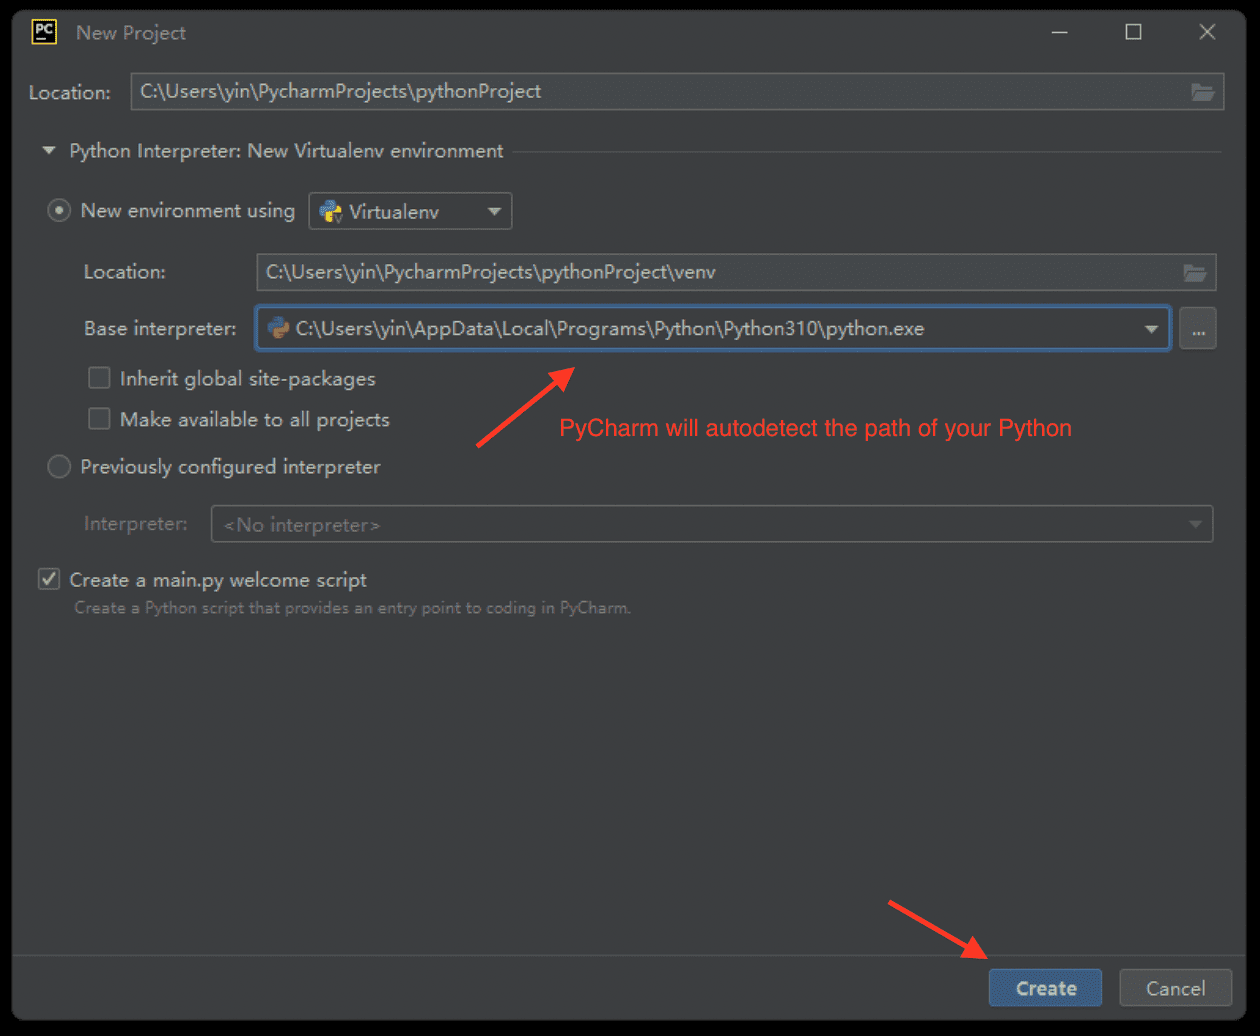 PC New Project
Location: C:\Users\yin\PycharmProjects\pythonProject
Python Interpreter: New Virtualenv environment
New environment using Virtualenv
Location: C:\Users\yin\PycharmProjects\pythonProject\venv
Base interpreter: C:\Users\yin\AppData\Local\Programs\Python\Python310\python.exe ...
Inherit global site-packages
Make available to all projects
PyCharm will autodetect the path of your Python
Previously configured interpreter
Interpreter: <No interpreter>
Create a main.py welcome script
Create a Python script that provides an entry point to coding in PyCharm.
Create Cancel